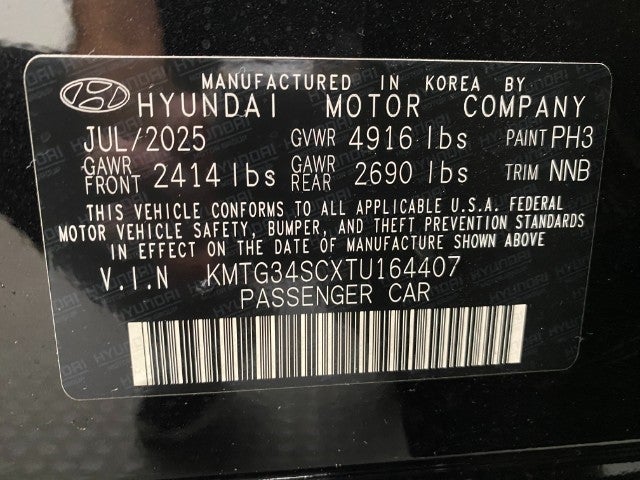 MANUFACTURED IN KOREA BY
HYUNDAI MOTOR COMPANY
JUL/2025 GVWR 4916 lbs PAINT PH3
GAWR FRONT 2414 lbs GAWR REAR 2690 lbs TRIM NNB
THIS VEHICLE CONFORMS TO ALL APPLICABLE U.S.A. FEDERAL
MOTOR VEHICLE SAFETY, BUMPER, AND THEFT PREVENTION STANDARDS
IN EFFECT ON THE DATE OF MANUFACTURE SHOWN ABOVE
V.I.N KMTG34SCXTU164407
PASSENGER CAR